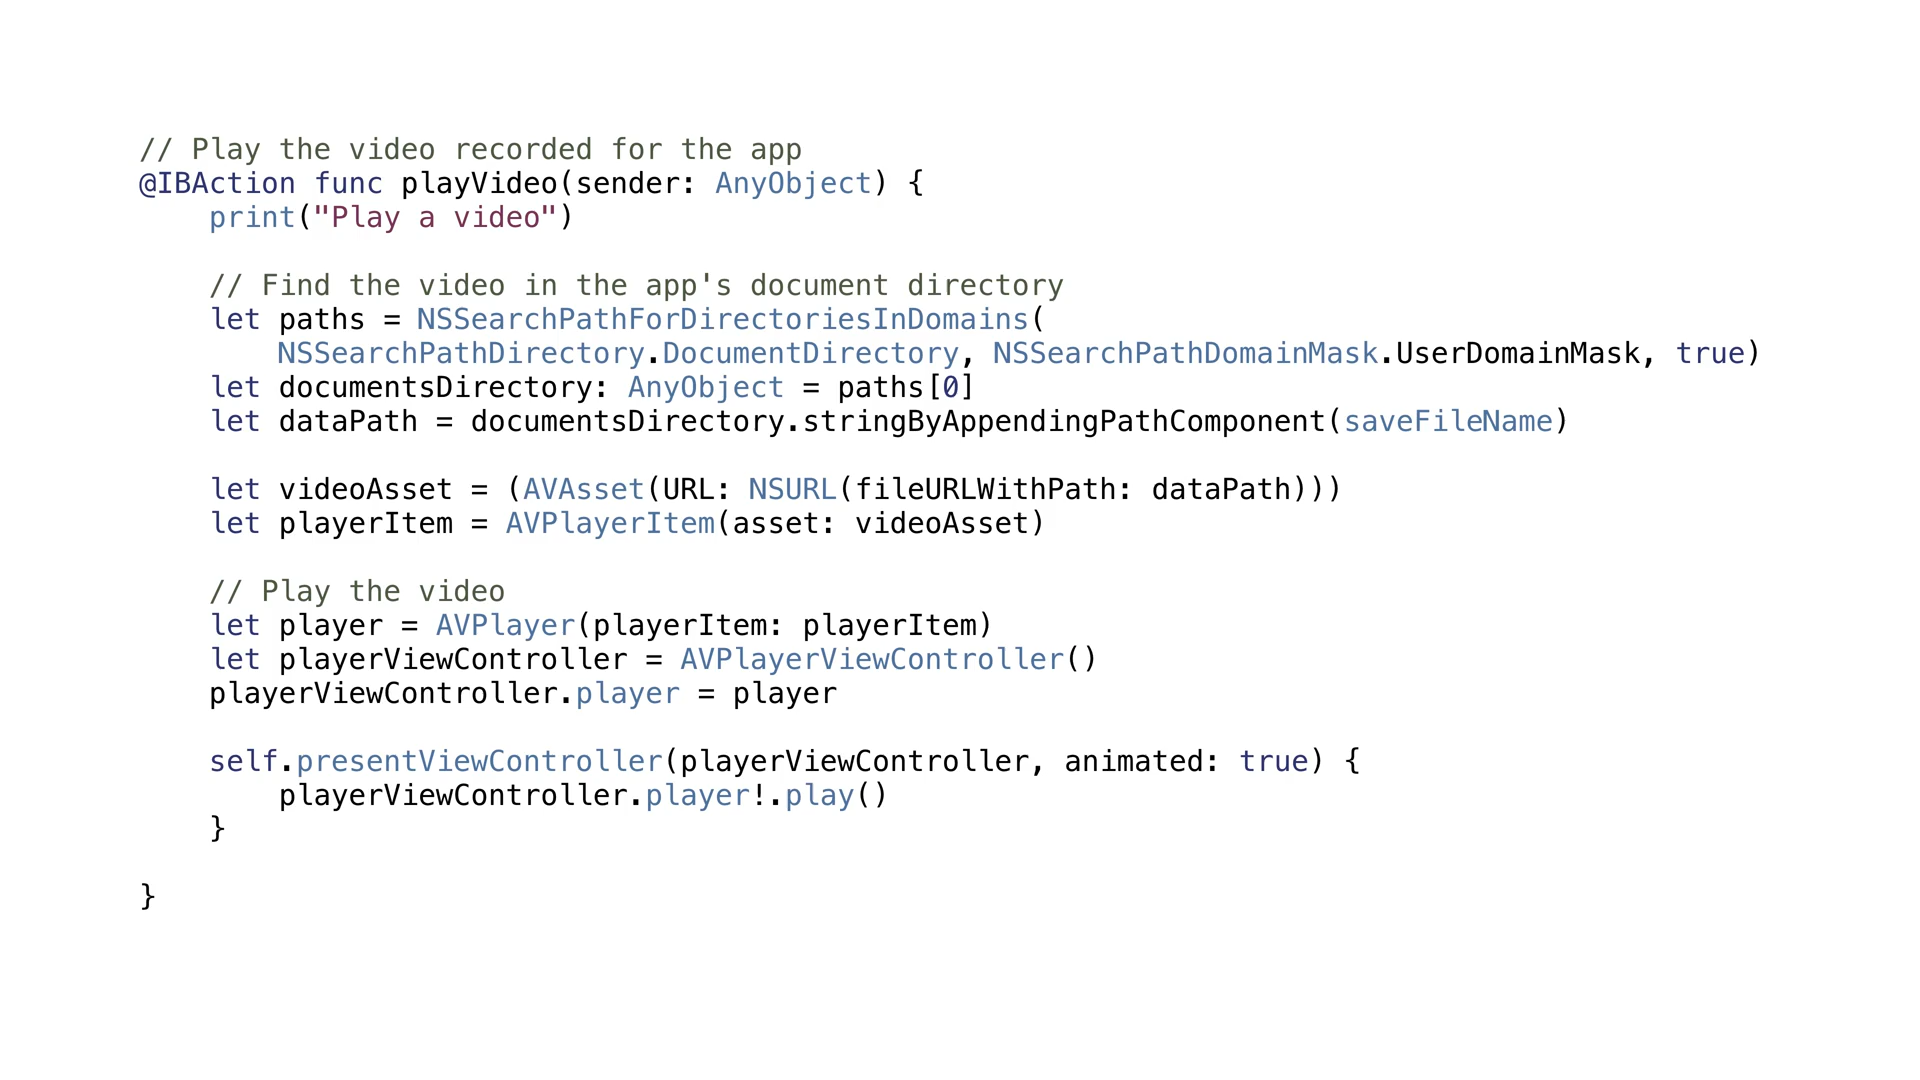 // Play the video recorded for the app
@IBAction func playVideo(sender: AnyObject) {
    print("Play a video")

    // Find the video in the app's document directory
    let paths = NSSearchPathForDirectoriesInDomains(
        NSSearchPathDirectory.DocumentDirectory, NSSearchPathDomainMask.UserDomainMask, true)
    let documentsDirectory: AnyObject = paths[0]
    let dataPath = documentsDirectory.stringByAppendingPathComponent(saveFileName)

    let videoAsset = (AVAsset(URL: NSURL(fileURLWithPath: dataPath)))
    let playerItem = AVPlayerItem(asset: videoAsset)

    // Play the video
    let player = AVPlayer(playerItem: playerItem)
    let playerViewController = AVPlayerViewController()
    playerViewController.player = player

    self.presentViewController(playerViewController, animated: true) {
        playerViewController.player!.play()
    }

}